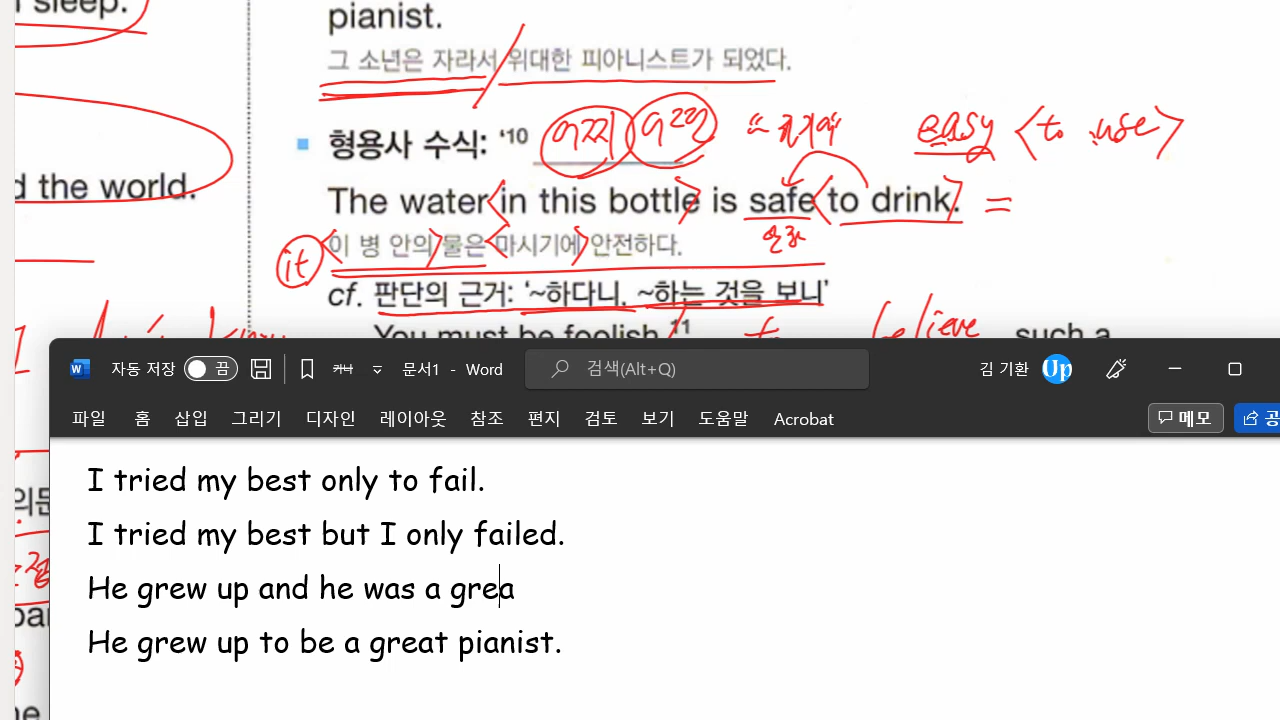 sleep.
pianist.
그 소년은 자라서 위대한 피아니스트가 되었다.
형용사 수식: '10 easy <to use>
d the world.
The water <in this bottle> is safe <to drink.> =
it <이 병 안의> 물은 <마시기에> 안전하다.
cf. 판단의 근거: '~하다니, ~하는 것을 보니'
You must be foolish 11 to believe such a
자동 저장 끔 문서1 - Word 검색(Alt+Q) 김 기환 Up
파일 홈 삽입 그리기 디자인 레이아웃 참조 편지 검토 보기 도움말 Acrobat 메모 공
I tried my best only to fail.
I tried my best but I only failed.
He grew up and he was a grea
He grew up to be a great pianist.